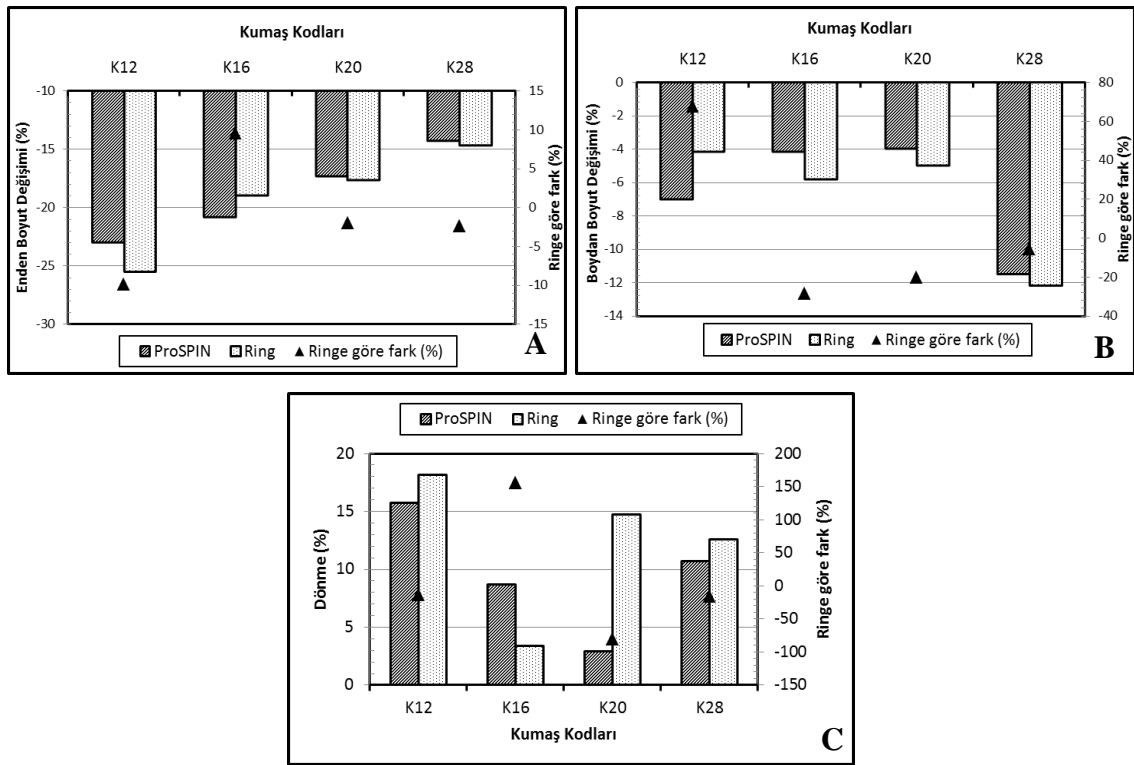 Kumaş Kodları
K12 K16 K20 K28
Enden Boyut Değişimi (%)
-10
-15
-20
-25
-30
Ringe göre fark (%)
15
10
5
0
-5
-10
-15
ProSPIN Ring Ringe göre fark (%)
A
Kumaş Kodları
K12 K16 K20 K28
Boydan Boyut Değişimi (%)
0
-2
-4
-6
-8
-10
-12
-14
Ringe göre fark (%)
80
60
40
20
0
-20
-40
ProSPIN Ring Ringe göre fark (%)
B
ProSPIN Ring Ringe göre fark (%)
Dönme (%)
20
15
10
5
0
Ringe göre fark (%)
200
150
100
50
0
-50
-100
-150
K12 K16 K20 K28
Kumaş Kodları
C